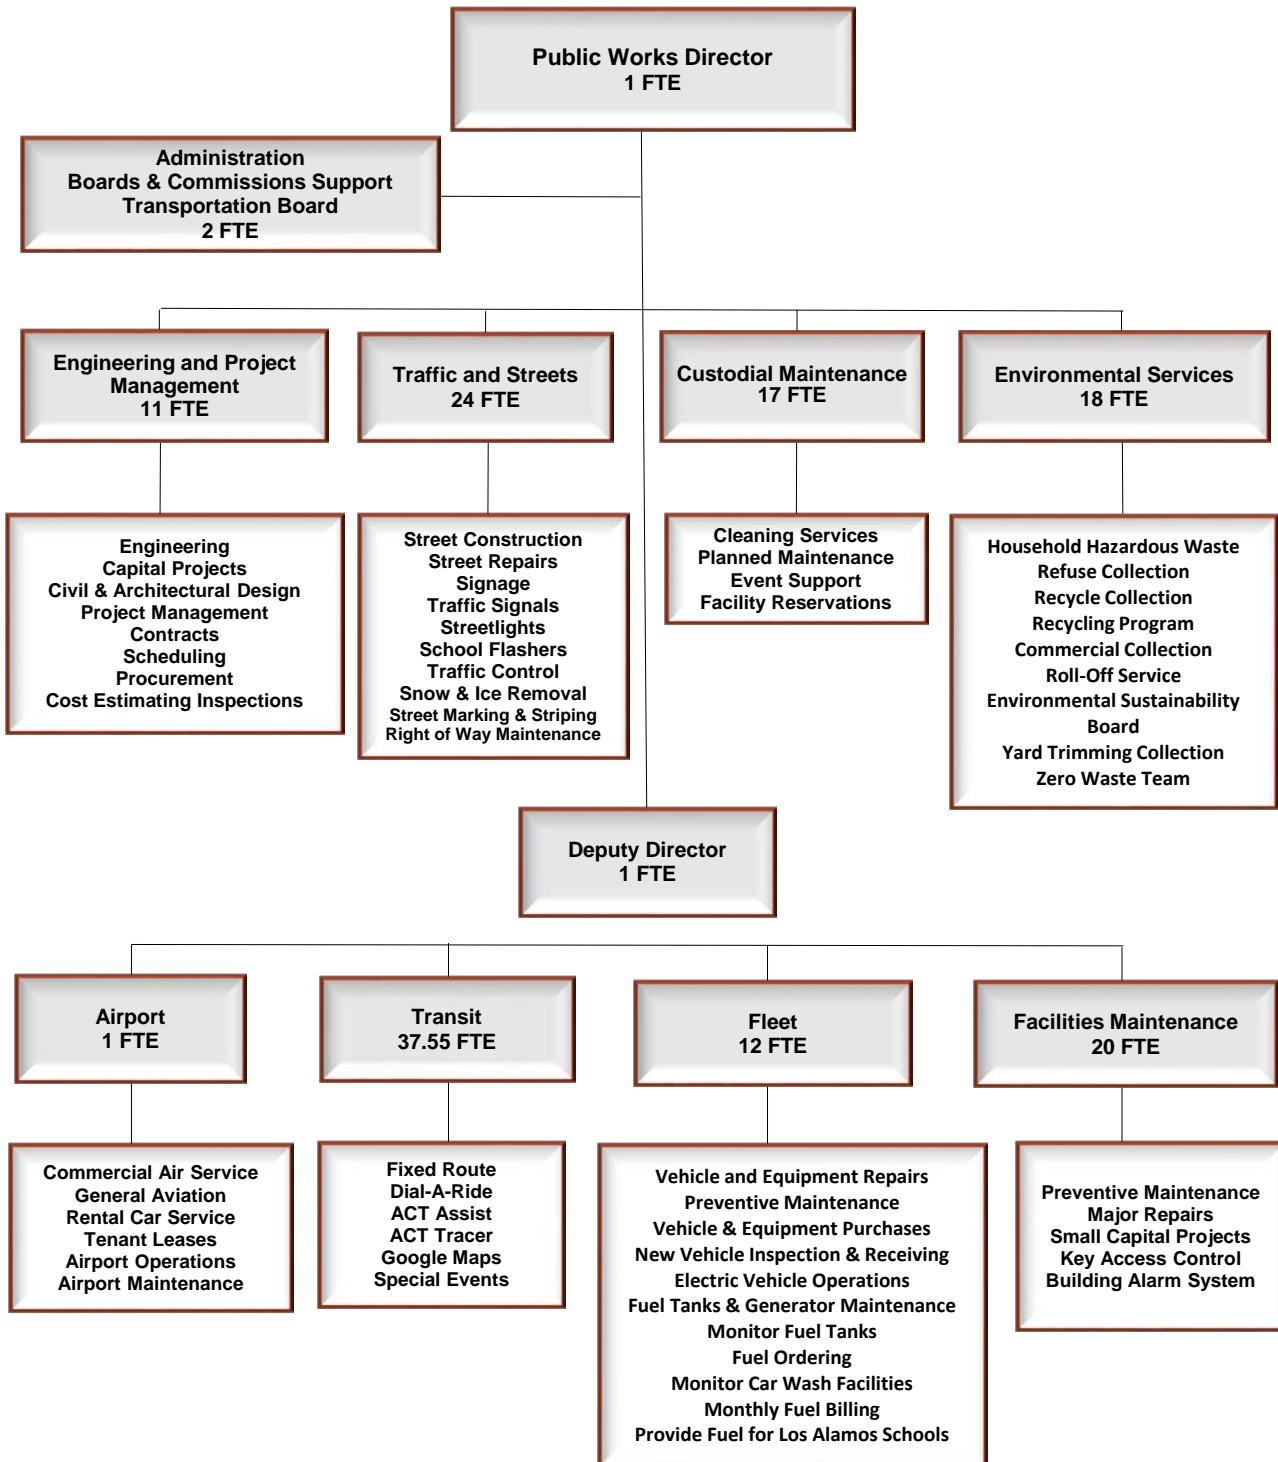 Public Works Director
1 FTE
Administration
Boards & Commissions Support
Transportation Board
2 FTE
Engineering and Project
Management
11 FTE
Traffic and Streets
24 FTE
Custodial Maintenance
17 FTE
Environmental Services
18 FTE
Engineering
Capital Projects
Civil & Architectural Design
Project Management
Contracts
Scheduling
Procurement
Cost Estimating Inspections
Street Construction
Street Repairs
Signage
Traffic Signals
Streetlights
School Flashers
Traffic Control
Snow & Ice Removal
Street Marking & Striping
Right of Way Maintenance
Cleaning Services
Planned Maintenance
Event Support
Facility Reservations
Household Hazardous Waste
Refuse Collection
Recycle Collection
Recycling Program
Commercial Collection
Roll-Off Service
Environmental Sustainability
Board
Yard Trimming Collection
Zero Waste Team
Deputy Director
1 FTE
Airport
1 FTE
Transit
37.55 FTE
Fleet
12 FTE
Facilities Maintenance
20 FTE
Commercial Air Service
General Aviation
Rental Car Service
Tenant Leases
Airport Operations
Airport Maintenance
Fixed Route
Dial-A-Ride
ACT Assist
ACT Tracer
Google Maps
Special Events
Vehicle and Equipment Repairs
Preventive Maintenance
Vehicle & Equipment Purchases
New Vehicle Inspection & Receiving
Electric Vehicle Operations
Fuel Tanks & Generator Maintenance
Monitor Fuel Tanks
Fuel Ordering
Monitor Car Wash Facilities
Monthly Fuel Billing
Provide Fuel for Los Alamos Schools
Preventive Maintenance
Major Repairs
Small Capital Projects
Key Access Control
Building Alarm System